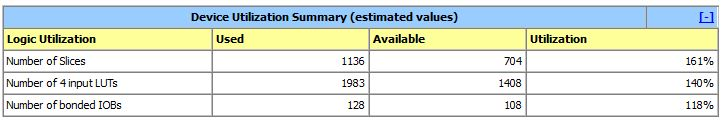 Device Utilization Summary (estimated values) [-]
Logic Utilization Used Available Utilization
Number of Slices 1136 704 161%
Number of 4 input LUTs 1983 1408 140%
Number of bonded IOBs 128 108 118%